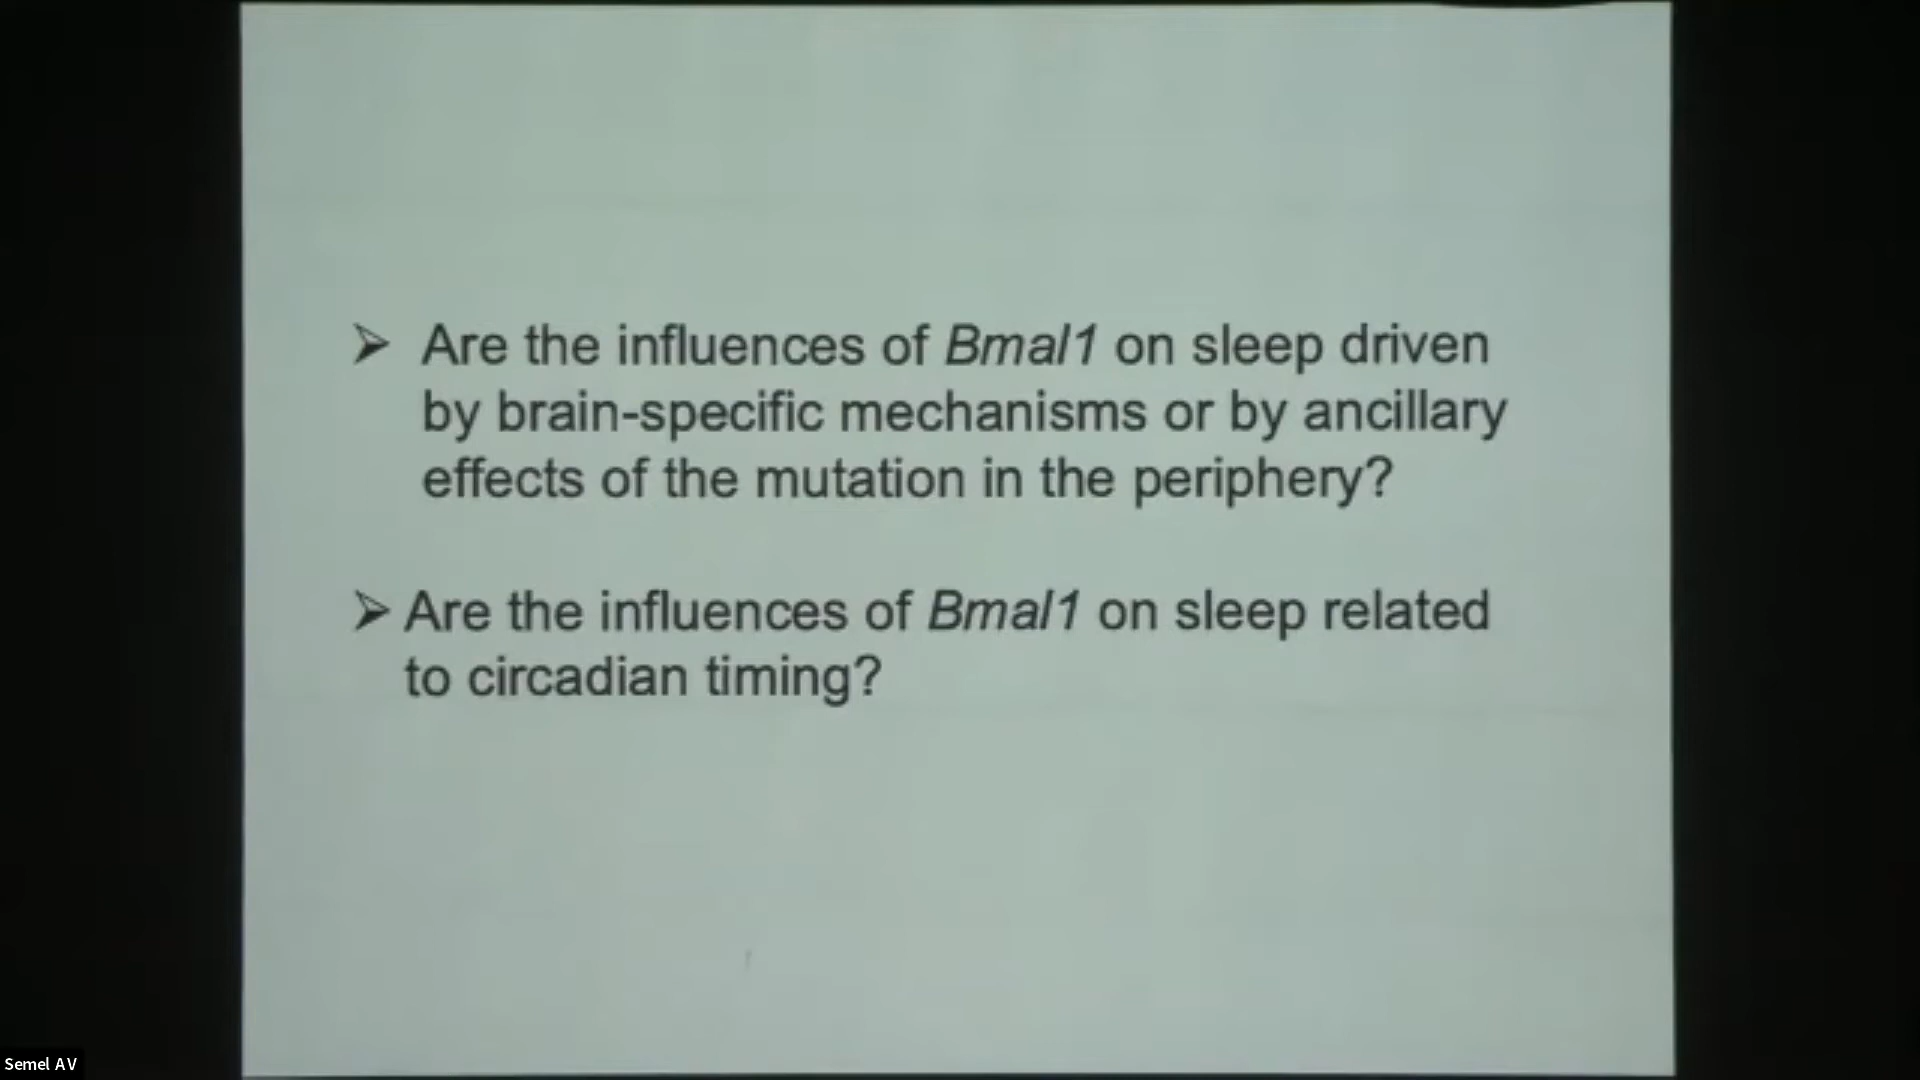 ➢ Are the influences of Bmal1 on sleep driven
by brain-specific mechanisms or by ancillary
effects of the mutation in the periphery?
➢ Are the influences of Bmal1 on sleep related
to circadian timing?
Semel AV